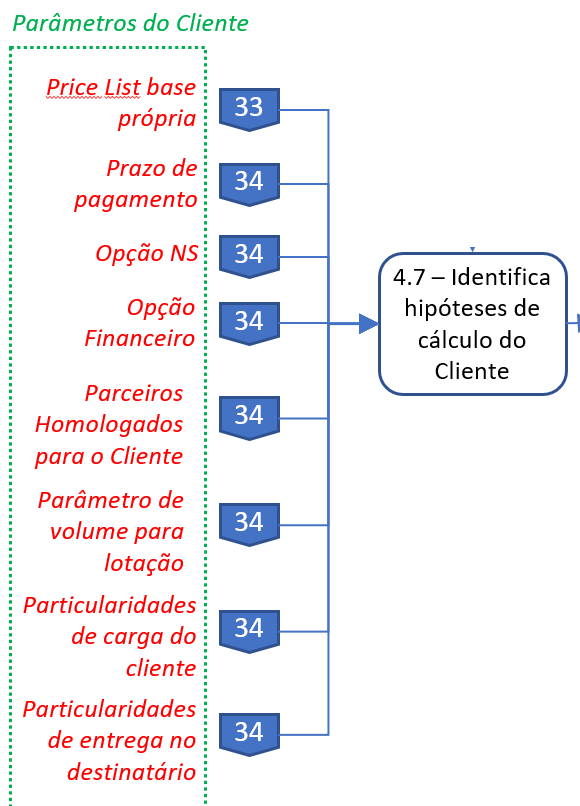 Parâmetros do Cliente
Price List base
própria
33
Prazo de
pagamento
34
Opção NS
34
Opção
Financeiro
34
Parceiros
Homologados
para o Cliente
34
Parâmetro de
volume para
lotação
34
Particularidades
de carga do
cliente
34
Particularidades
de entrega no
destinatário
34
4.7 – Identifica
hipóteses de
cálculo do
Cliente